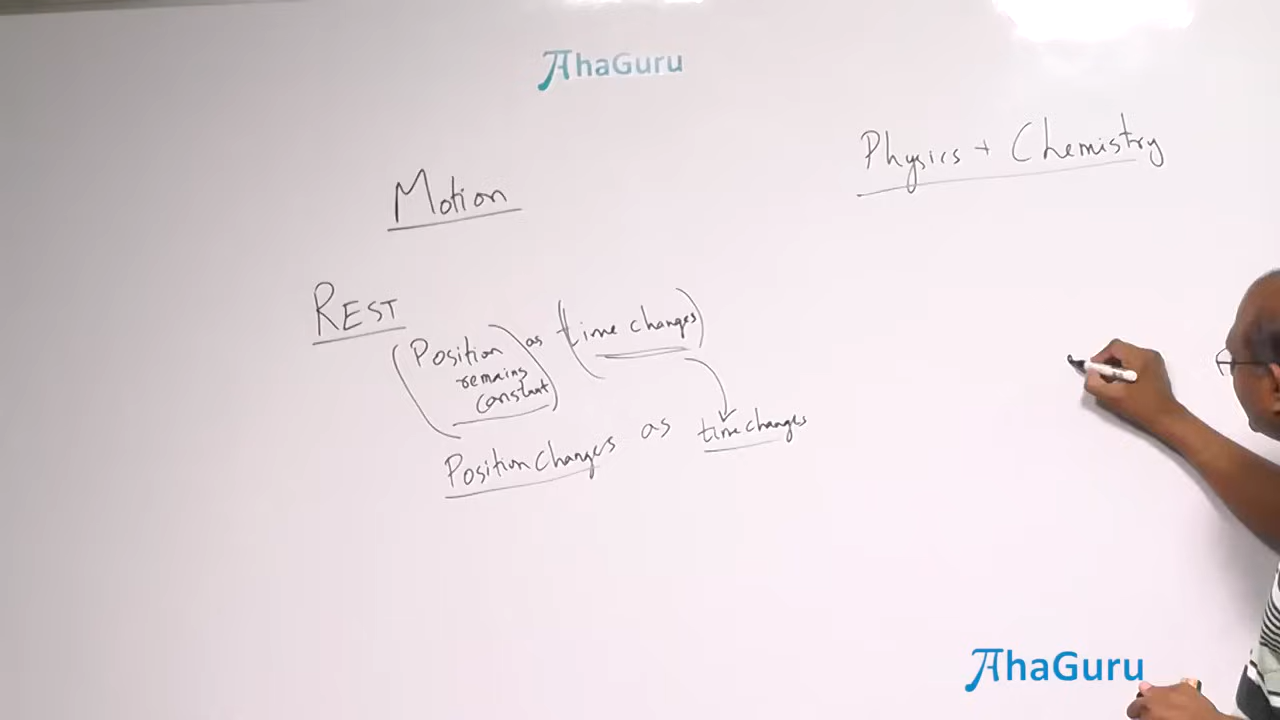 AhaGuru
Physics + Chemistry
Motion
REST
Position as time changes
remains
constant
Position changes as time changes
AhaGuru